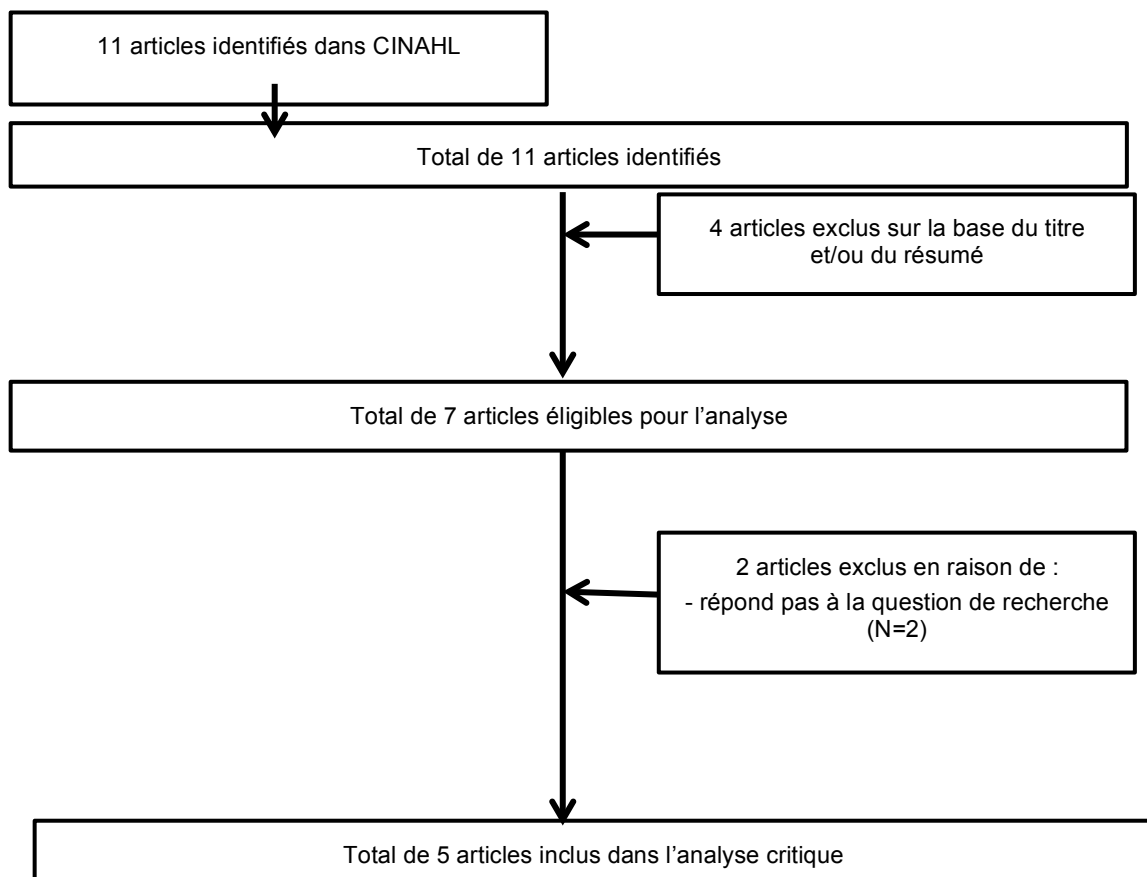 11 articles identifiés dans CINAHL
Total de 11 articles identifiés
4 articles exclus sur la base du titre
et/ou du résumé
Total de 7 articles éligibles pour l’analyse
2 articles exclus en raison de :
- répond pas à la question de recherche
(N=2)
Total de 5 articles inclus dans l’analyse critique